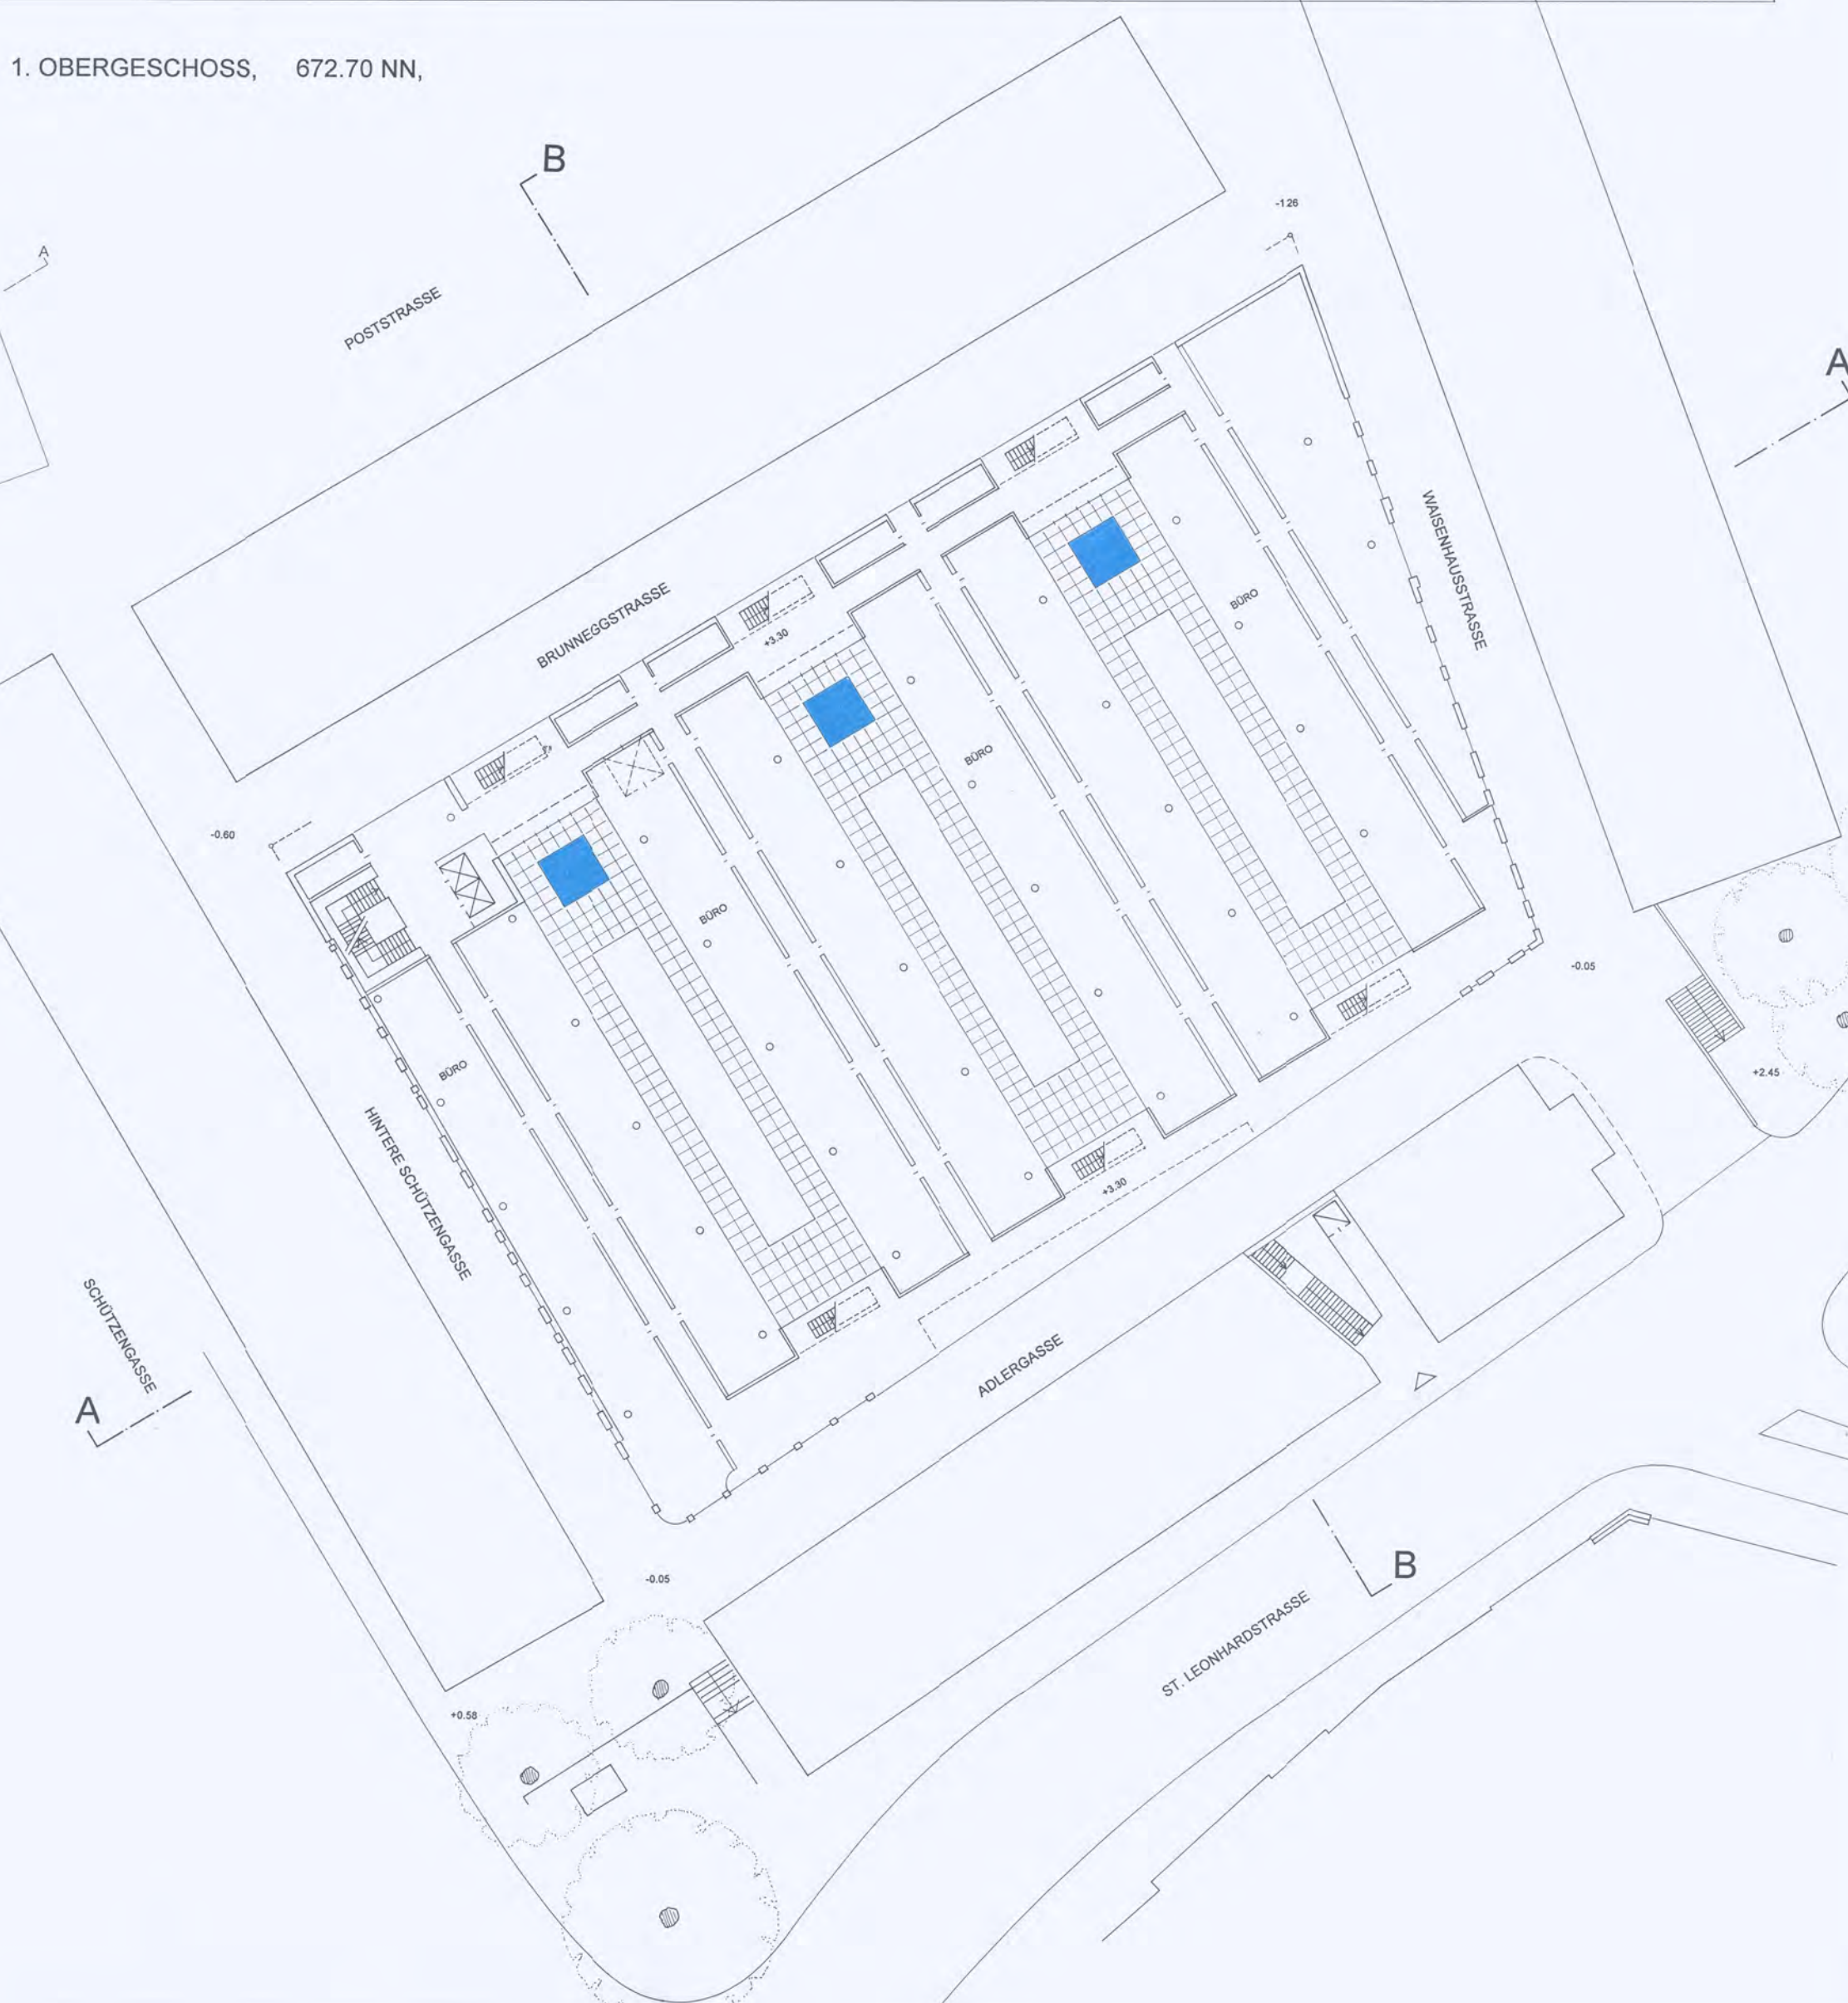 1. OBERGESCHOSS, 672.70 NN,
B
-1.26
A
POSTSTRASSE
A
WAISENHAUSSTRASSE
BÜRO
BRUNNEGGSTRASSE
+3.30
BÜRO
-0.60
BÜRO
-0.05
BÜRO
+2.45
HINTERE SCHÜTZENGASSE
+3.30
SCHÜTZENGASSE
ADLERGASSE
A
B
-0.05
ST. LEONHARDSTRASSE
+0.58